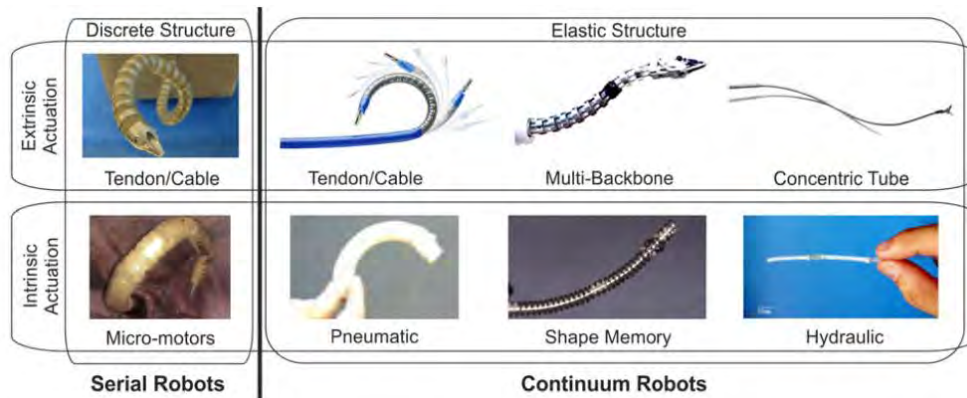 Discrete Structure
Elastic Structure
Extrinsic
Actuation
Tendon/Cable
Tendon/Cable
Multi-Backbone
Concentric Tube
Intrinsic
Actuation
Micro-motors
Pneumatic
Shape Memory
Hydraulic
Serial Robots
Continuum Robots